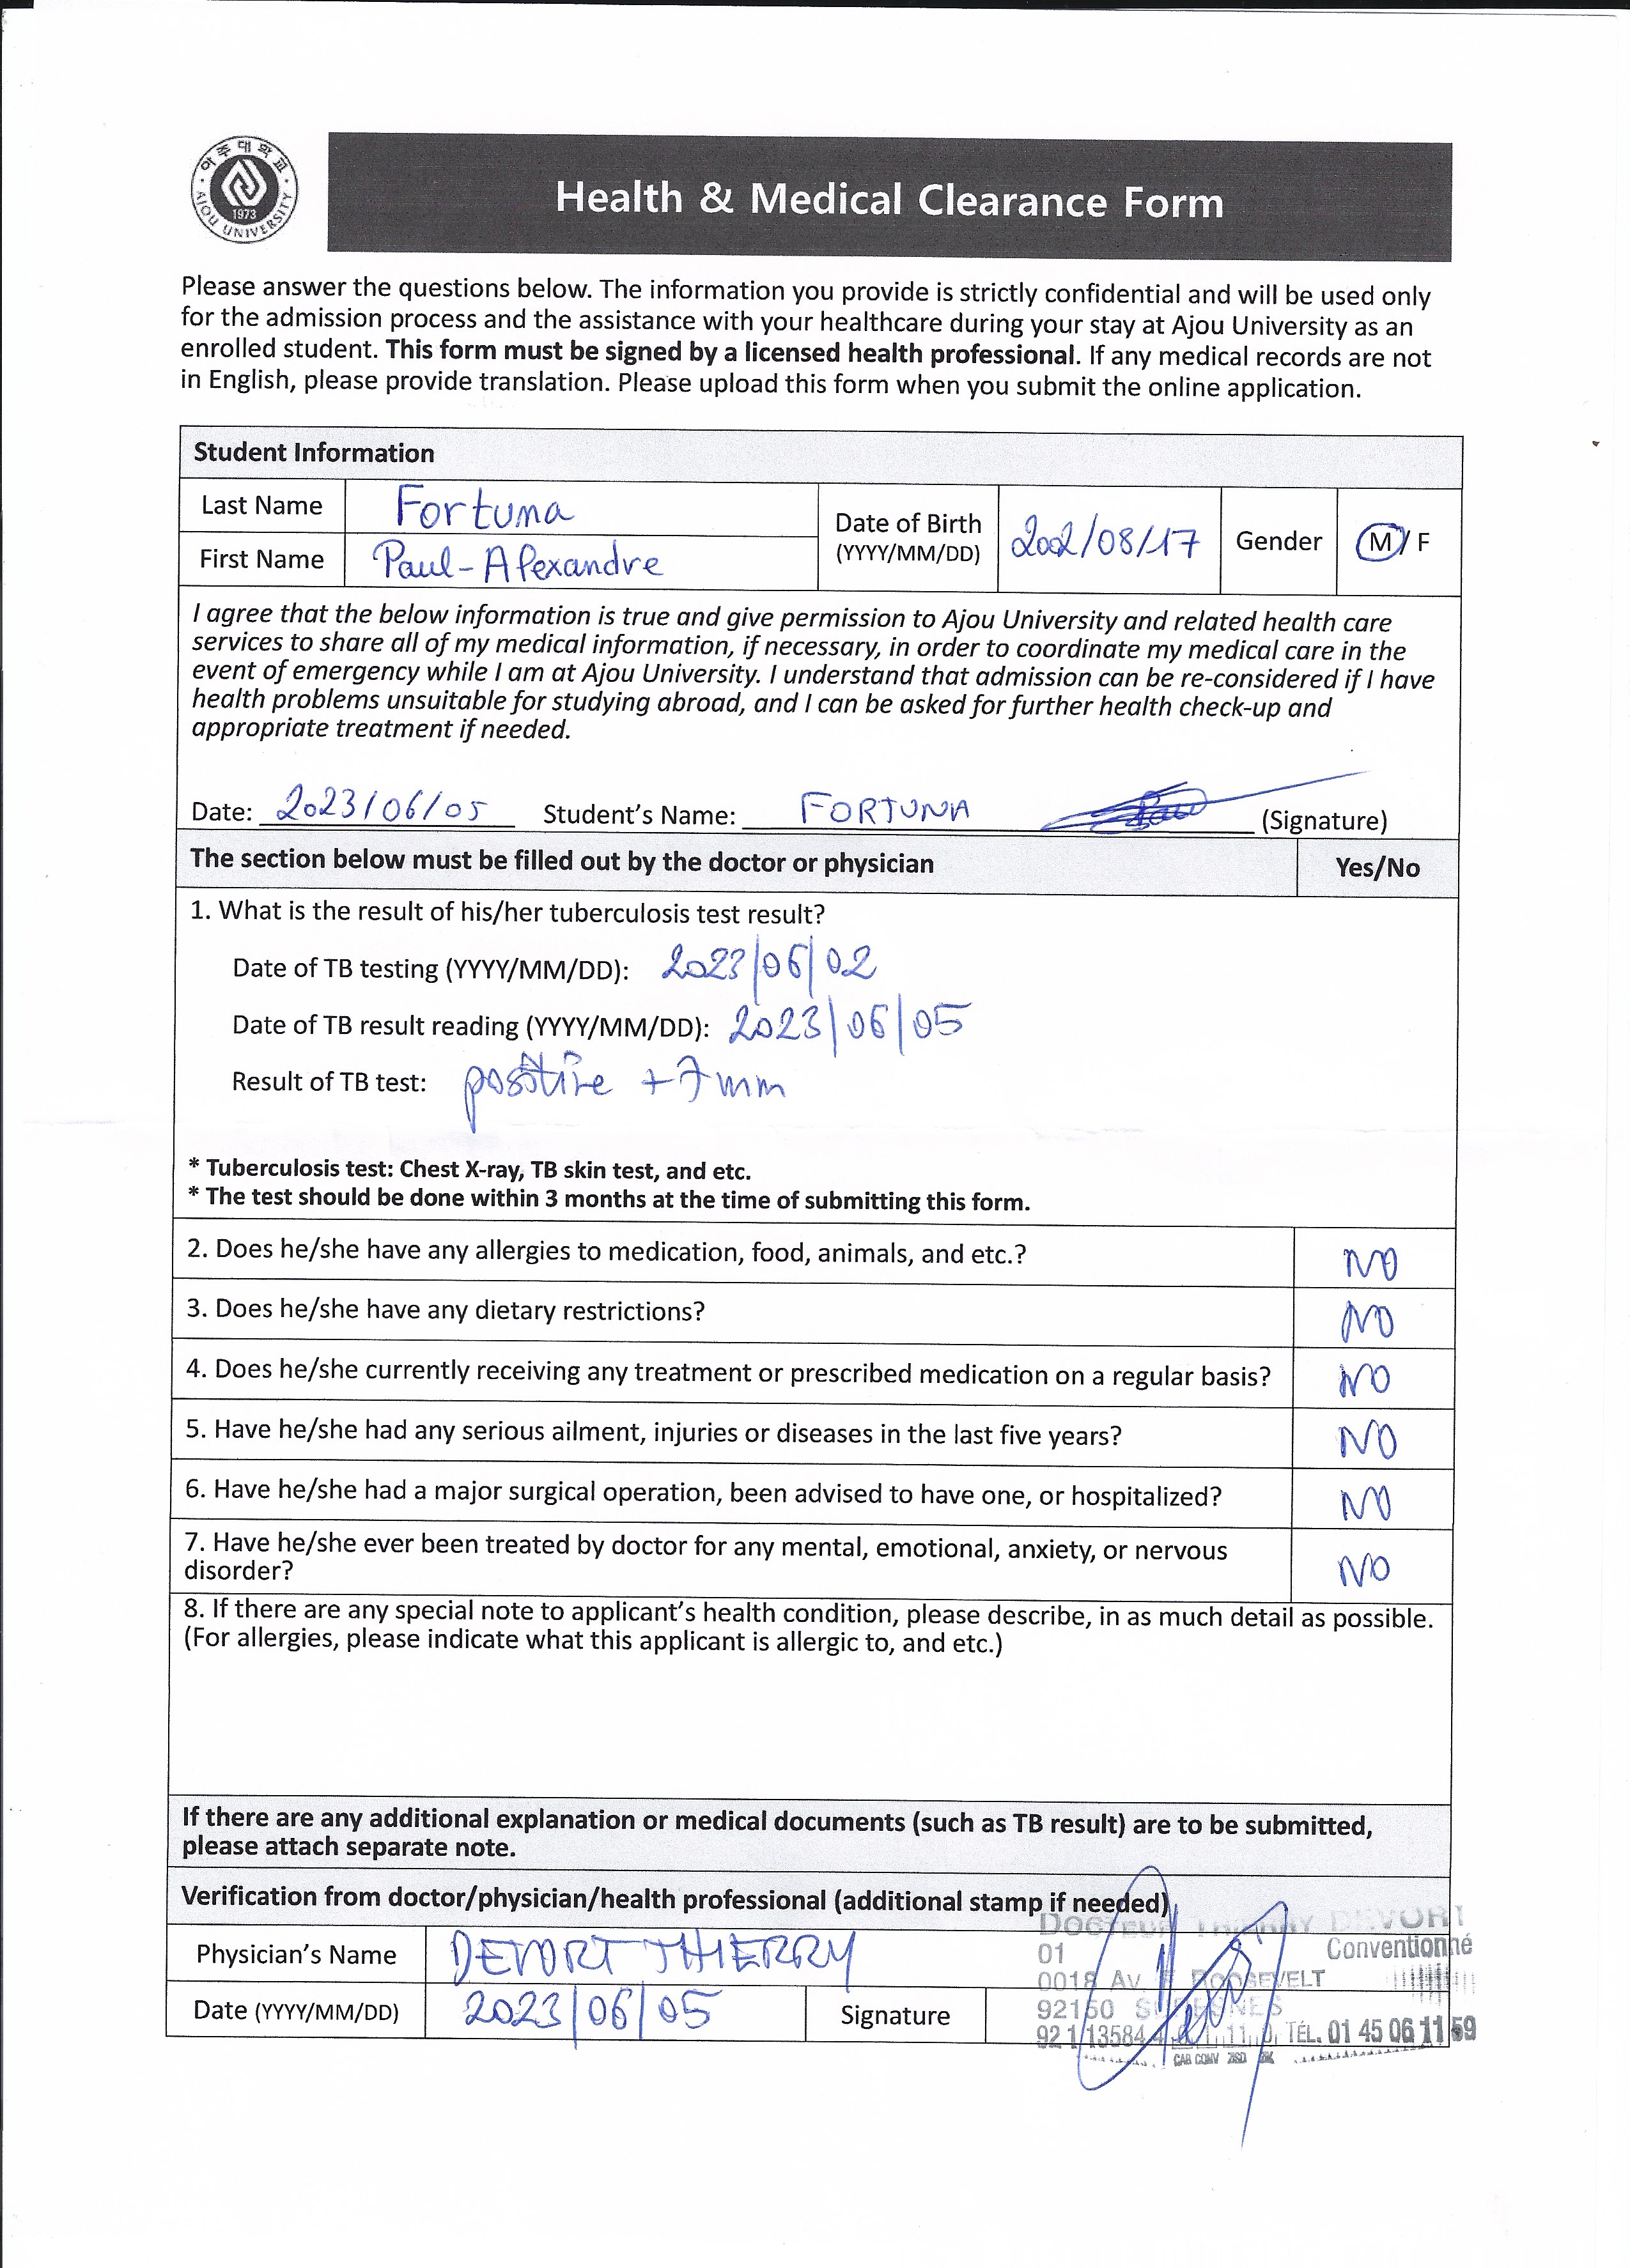 아주대학교
AJOU UNIVERSITY
1973
Health & Medical Clearance Form
Please answer the questions below. The information you provide is strictly confidential and will be used only
for the admission process and the assistance with your healthcare during your stay at Ajou University as an
enrolled student. This form must be signed by a licensed health professional. If any medical records are not
in English, please provide translation. Please upload this form when you submit the online application.
Student Information
Last Name Fortuna
First Name Paul-Alexandre
Date of Birth (YYYY/MM/DD) 2002/08/17 Gender M/F
I agree that the below information is true and give permission to Ajou University and related health care
services to share all of my medical information, if necessary, in order to coordinate my medical care in the
event of emergency while I am at Ajou University. I understand that admission can be re-considered if I have
health problems unsuitable for studying abroad, and I can be asked for further health check-up and
appropriate treatment if needed.
Date: 2023/06/05 Student's Name: FORTUNA (Signature)
The section below must be filled out by the doctor or physician Yes/No
1. What is the result of his/her tuberculosis test result?
Date of TB testing (YYYY/MM/DD): 2023/06/02
Date of TB result reading (YYYY/MM/DD): 2023/06/05
Result of TB test: positive +7mm
* Tuberculosis test: Chest X-ray, TB skin test, and etc.
* The test should be done within 3 months at the time of submitting this form.
2. Does he/she have any allergies to medication, food, animals, and etc.? NO
3. Does he/she have any dietary restrictions? NO
4. Does he/she currently receiving any treatment or prescribed medication on a regular basis? NO
5. Have he/she had any serious ailment, injuries or diseases in the last five years? NO
6. Have he/she had a major surgical operation, been advised to have one, or hospitalized? NO
7. Have he/she ever been treated by doctor for any mental, emotional, anxiety, or nervous
disorder? NO
8. If there are any special note to applicant's health condition, please describe, in as much detail as possible.
(For allergies, please indicate what this applicant is allergic to, and etc.)
If there are any additional explanation or medical documents (such as TB result) are to be submitted,
please attach separate note.
Verification from doctor/physician/health professional (additional stamp if needed)
Physician's Name DEVORT THIERRY
Date (YYYY/MM/DD) 2023/06/05 Signature
DOCTEUR THIERRY DEVORT
01 Conventionné
0018 Av. F ROOSEVELT
92150 SURESNES
TÉL. 01 45 06 11 59
CAB CONV